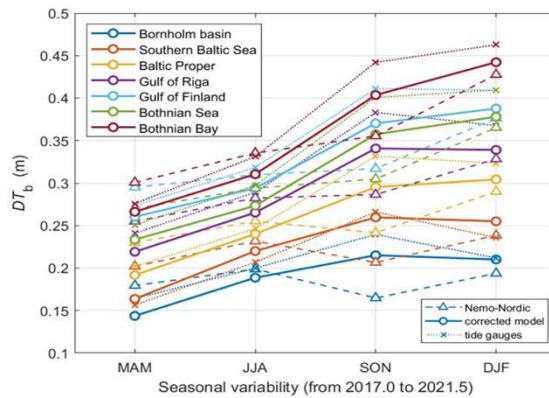 0.5
0.45
0.4
0.35
0.3
0.25
0.2
0.15
0.1
DTb (m)
Bornholm basin
Southern Baltic Sea
Baltic Proper
Gulf of Riga
Gulf of Finland
Bothnian Sea
Bothnian Bay
Nemo-Nordic
corrected model
tide gauges
MAM JJA SON DJF
Seasonal variability (from 2017.0 to 2021.5)